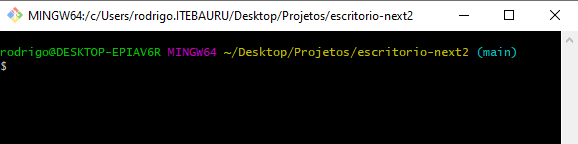 MINGW64:/c/Users/rodrigo.ITEBAURU/Desktop/Projetos/escritorio-next2
rodrigo@DESKTOP-EPIAV6R MINGW64 ~/Desktop/Projetos/escritorio-next2 (main)
$